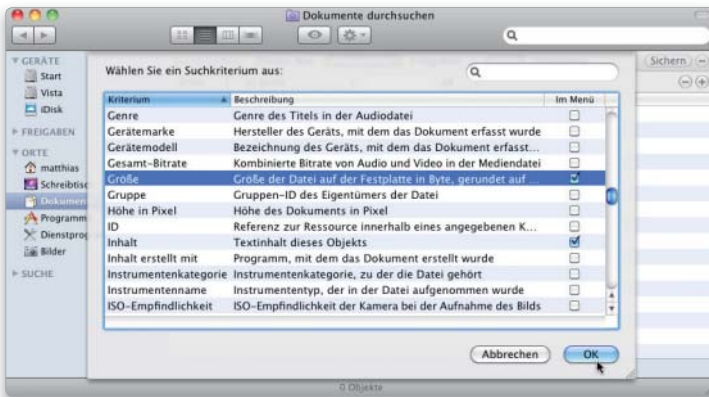 Dokumente durchsuchen
GERÄTE
Start
Vista
iDisk
FREIGABEN
ORTE
matthias
Schreibtisc
Dokumen
Programm
Dienstprog
Bilder
SUCHE
Sichern
Wählen Sie ein Suchkriterium aus:
Kriterium Beschreibung Im Menü
Genre Genre des Titels in der Audiodatei
Gerätemarke Hersteller des Geräts, mit dem das Dokument erfasst wurde
Gerätemodell Bezeichnung des Geräts, mit dem das Dokument erfasst...
Gesamt-Bitrate Kombinierte Bitrate von Audio und Video in der Mediendatei
Größe Größe der Datei auf der Festplatte in Byte, gerundet auf ...
Gruppe Gruppen-ID des Eigentümers der Datei
Höhe in Pixel Höhe des Dokuments in Pixel
ID Referenz zur Ressource innerhalb eines angegebenen K...
Inhalt Textinhalt dieses Objekts
Inhalt erstellt mit Programm, mit dem das Dokument erstellt wurde
Instrumentenkategorie Instrumentenkategorie, zu der die Datei gehört
Instrumentenname Instrumententyp, der in der Datei aufgenommen wurde
ISO-Empfindlichkeit ISO-Empfindlichkeit der Kamera bei der Aufnahme des Bilds
Abbrechen OK
0 Objekte